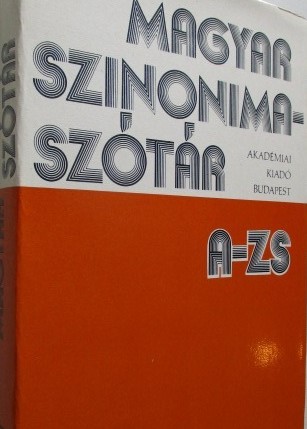 MAGYAR
SZINONIMA-
SZÓTÁR
AKADÉMIAI
KIADÓ
BUDAPEST
A-ZS
SZÓTÁR